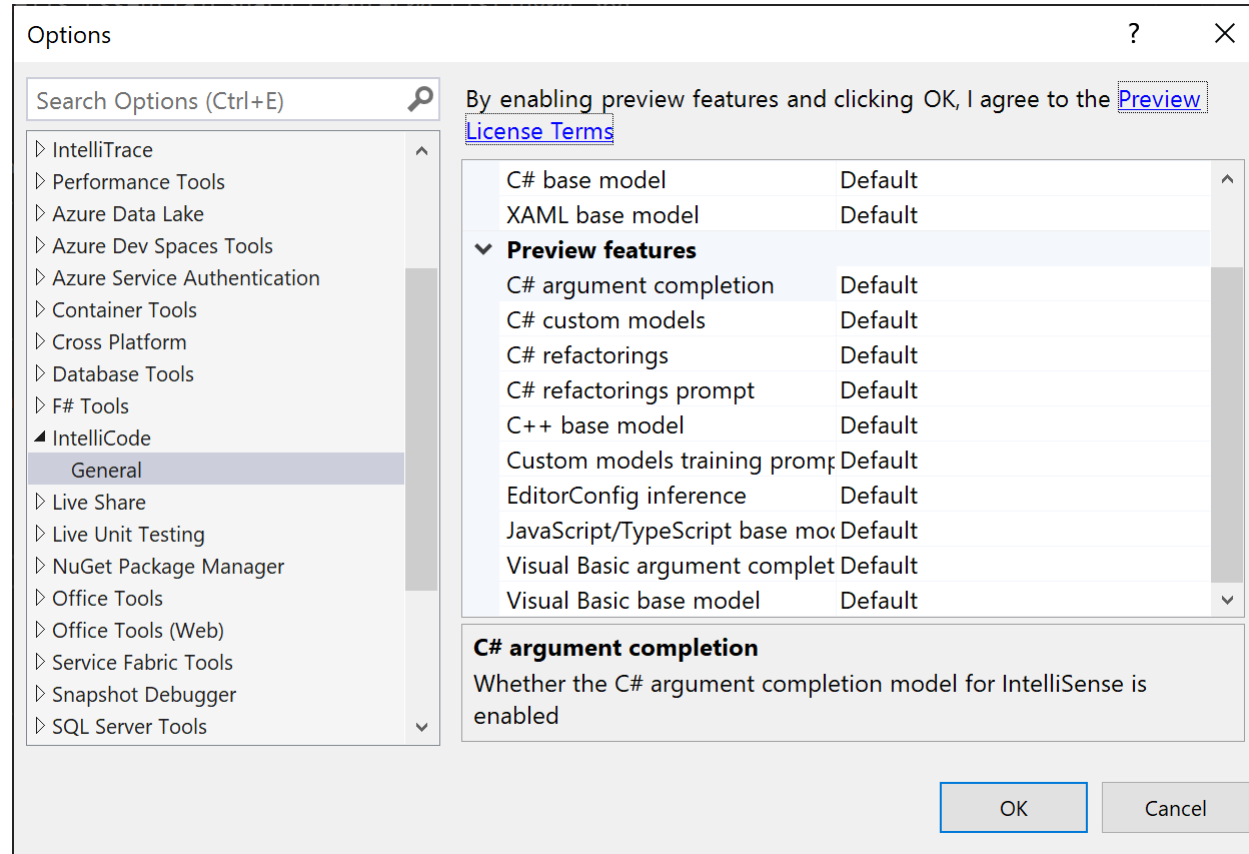 Options
?
Search Options (Ctrl+E)
IntelliTrace
Performance Tools
Azure Data Lake
Azure Dev Spaces Tools
Azure Service Authentication
Container Tools
Cross Platform
Database Tools
F# Tools
IntelliCode
General
Live Share
Live Unit Testing
NuGet Package Manager
Office Tools
Office Tools (Web)
Service Fabric Tools
Snapshot Debugger
SQL Server Tools
By enabling preview features and clicking OK, I agree to the Preview
License Terms
C# base model Default
XAML base model Default
Preview features
C# argument completion Default
C# custom models Default
C# refactorings Default
C# refactorings prompt Default
C++ base model Default
Custom models training promp Default
EditorConfig inference Default
JavaScript/TypeScript base mo Default
Visual Basic argument complet Default
Visual Basic base model Default
C# argument completion
Whether the C# argument completion model for IntelliSense is
enabled
OK
Cancel